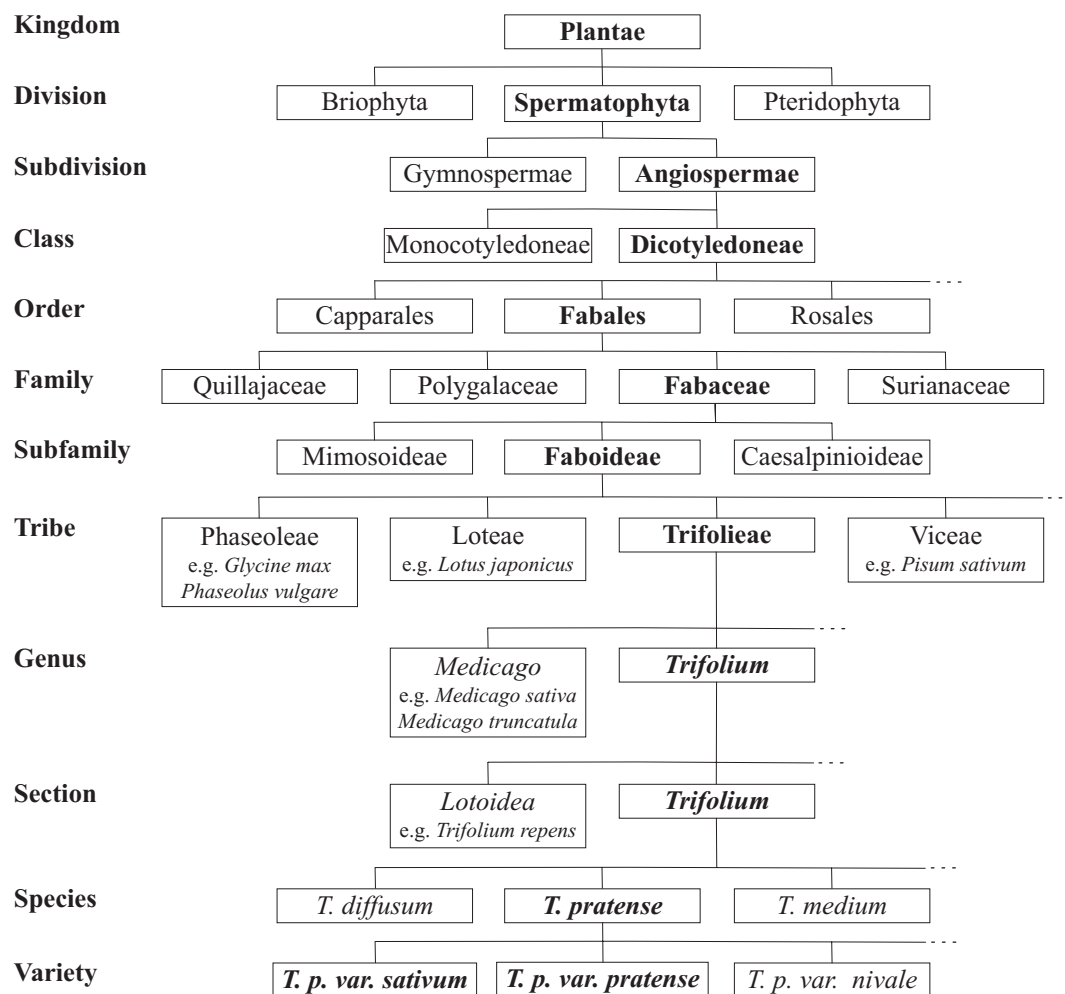 Kingdom
Plantae
Division
Briophyta
Spermatophyta
Pteridophyta
Subdivision
Gymnospermae
Angiospermae
Class
Monocotyledoneae
Dicotyledoneae
Order
Capparales
Fabales
Rosales
Family
Quillajaceae
Polygalaceae
Fabaceae
Surianaceae
Subfamily
Mimosoideae
Faboideae
Caesalpinioideae
Tribe
Phaseoleae
e.g. Glycine max
Phaseolus vulgare
Loteae
e.g. Lotus japonicus
Trifolieae
Viceae
e.g. Pisum sativum
Genus
Medicago
e.g. Medicago sativa
Medicago truncatula
Trifolium
Section
Lotoidea
e.g. Trifolium repens
Trifolium
Species
T. diffusum
T. pratense
T. medium
Variety
T. p. var. sativum
T. p. var. pratense
T. p. var. nivale